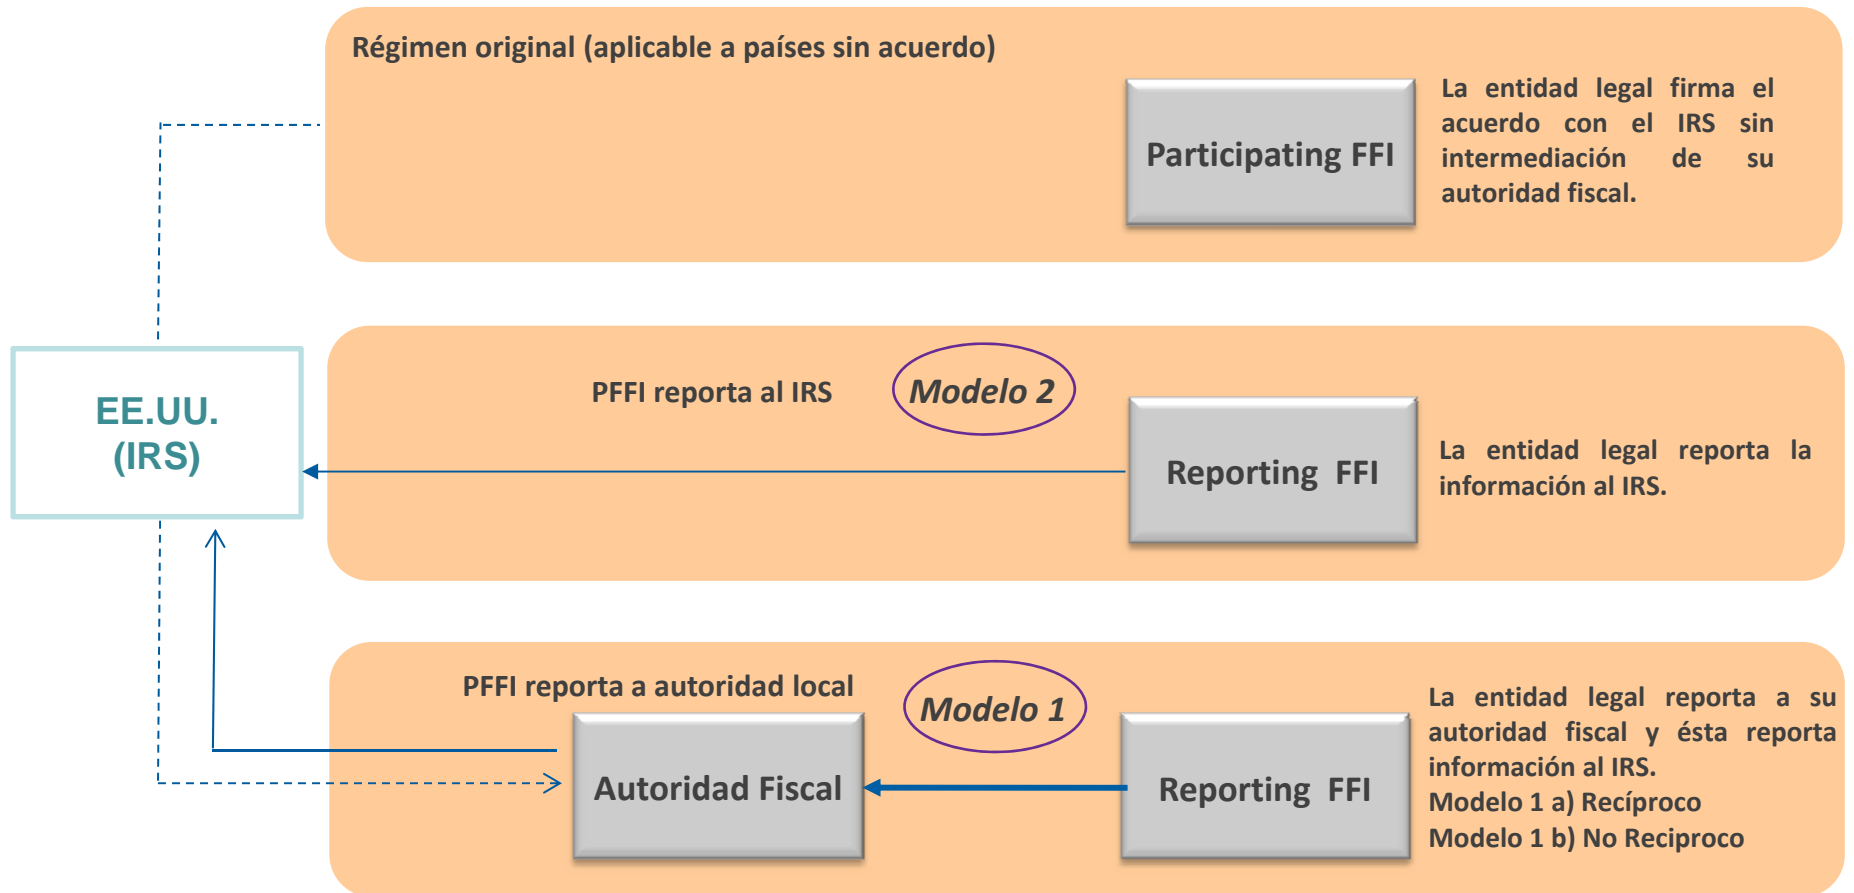 Régimen original (aplicable a países sin acuerdo)
Participating FFI
La entidad legal firma el
acuerdo con el IRS sin
intermediación de su
autoridad fiscal.
EE.UU.
(IRS)
PFFI reporta al IRS
Modelo 2
Reporting FFI
La entidad legal reporta la
información al IRS.
PFFI reporta a autoridad local
Modelo 1
Autoridad Fiscal
Reporting FFI
La entidad legal reporta a su
autoridad fiscal y ésta reporta
información al IRS.
Modelo 1 a) Recíproco
Modelo 1 b) No Reciproco